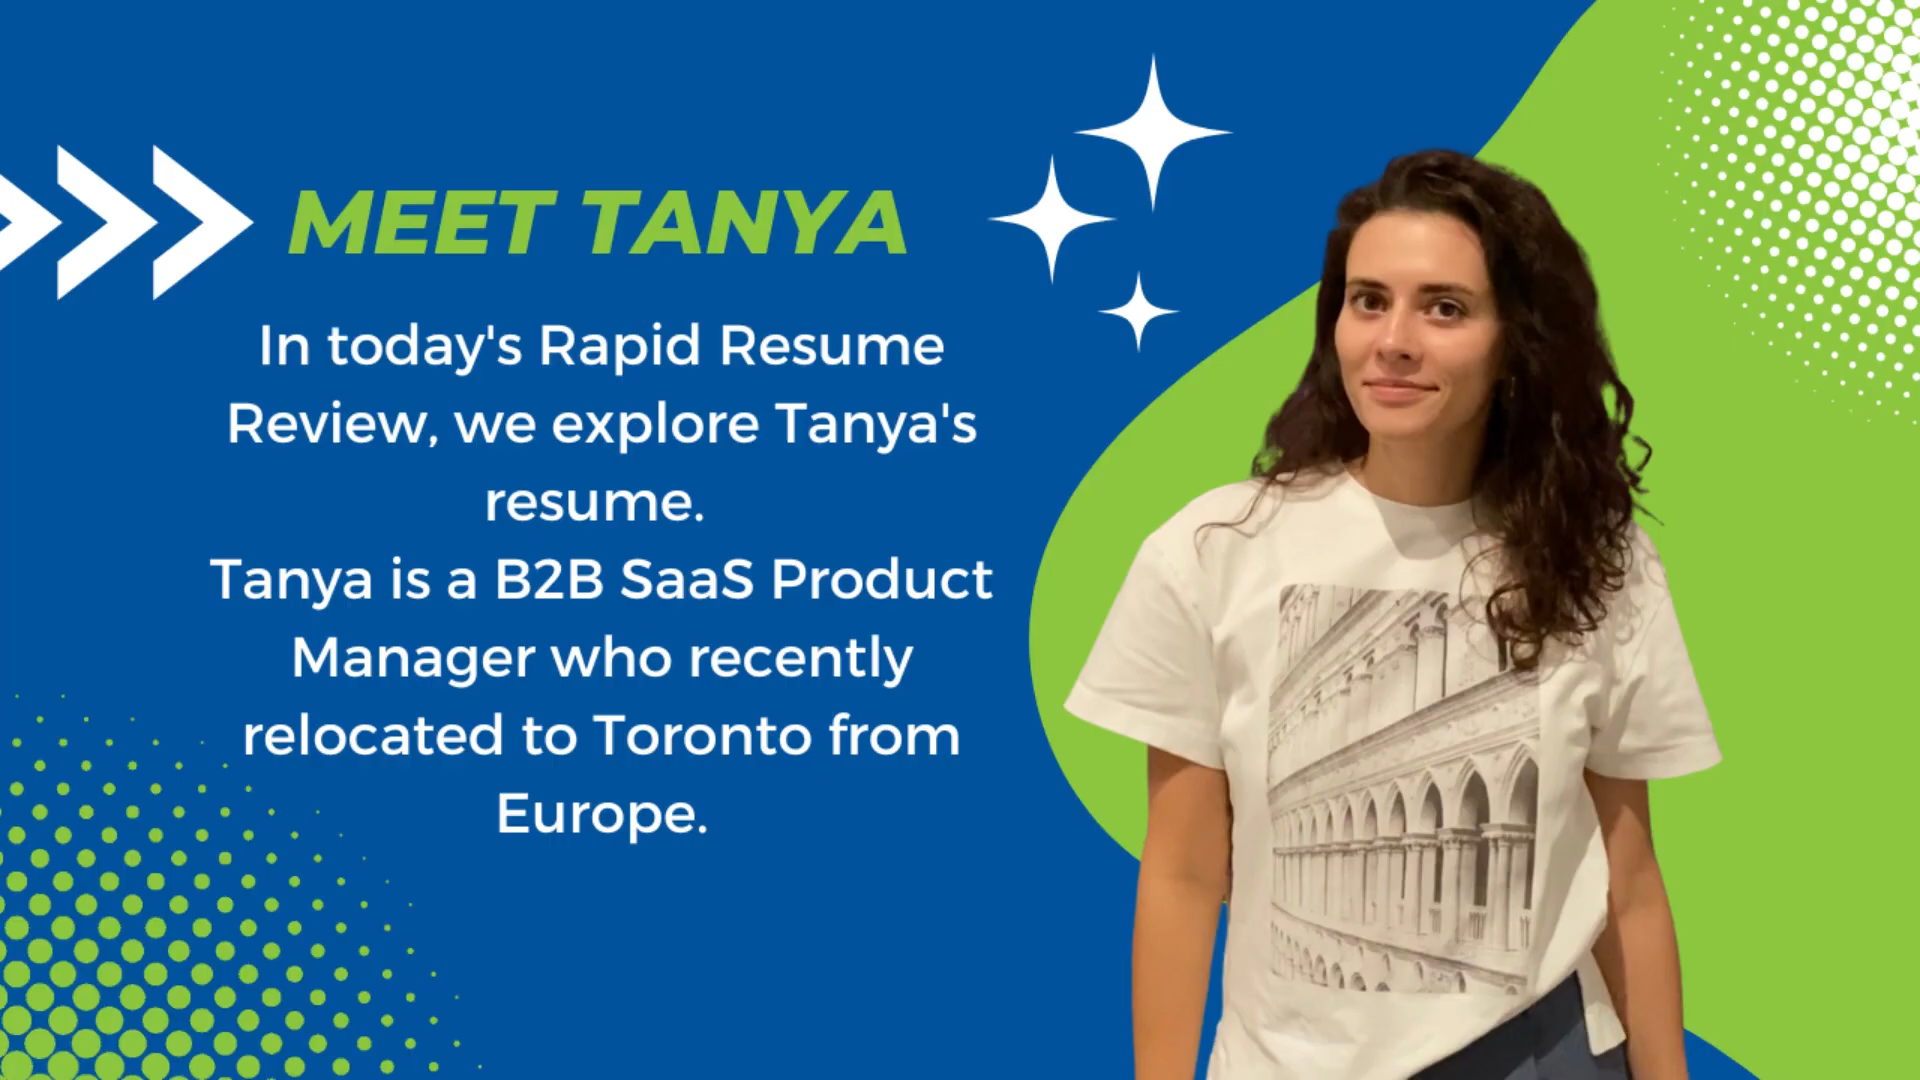 MEET TANYA
In today's Rapid Resume
Review, we explore Tanya's
resume.
Tanya is a B2B SaaS Product
Manager who recently
relocated to Toronto from
Europe.